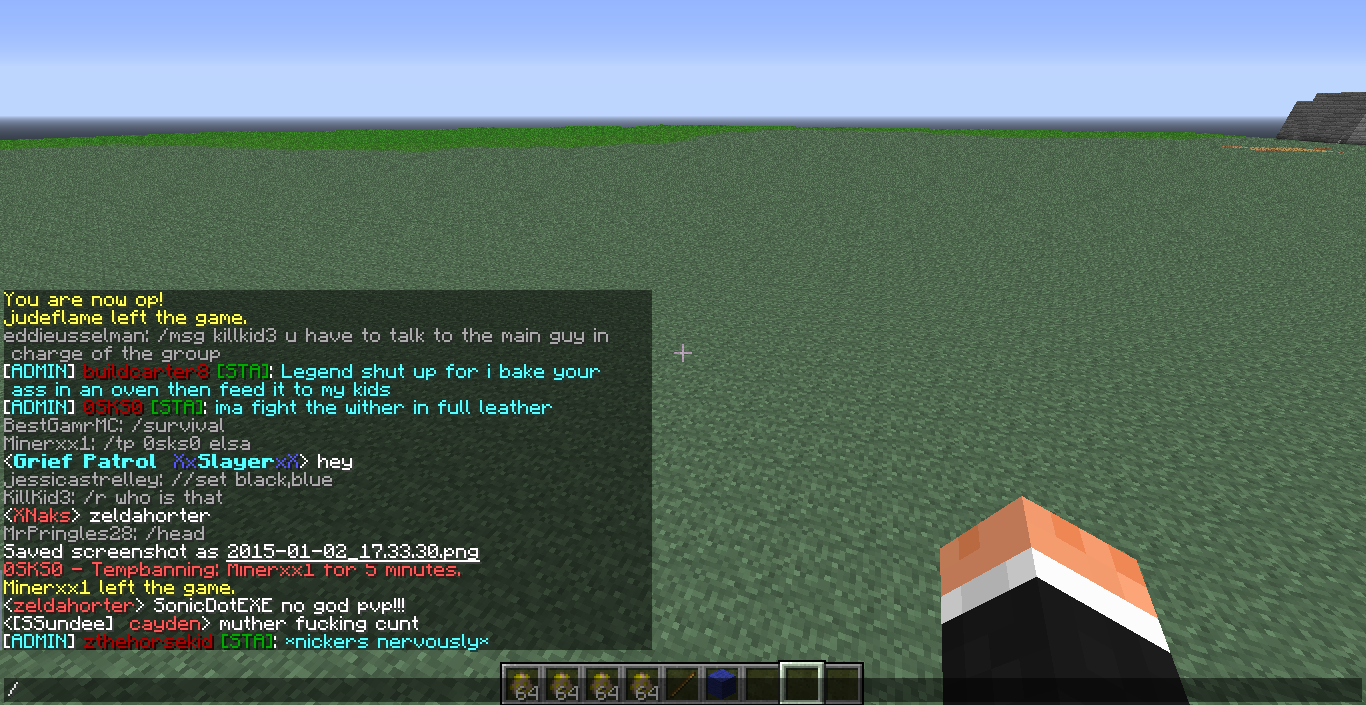 You are now op!
judeflame left the game.
eddieusselman: /msg killkid3 u have to talk to the main guy in
charge of the group
[ADMIN] buildcarter8 [STA]: Legend shut up for i bake your
ass in an oven then feed it to my kids
[ADMIN] 0SKS0 [STA]: ima fight the wither in full leather
BestGamrMC: /survival
Minerxx1: /tp 0sks0 elsa
<Grief Patrol XxSlayerxX> hey
jessicastrelley: //set black,blue
KillKid3: /r who is that
<XNaks> zeldahorter
MrPringles28: /head
Saved screenshot as 2015-01-02_17.33.30.png
0SKS0 - Tempbanning: Minerxx1 for 5 minutes.
Minerxx1 left the game.
<zeldahorter> SonicDotEXE no god pvp!!!
<[SSundee] cayden> muther fucking cunt
[ADMIN] zthehorsekid [STA]: *nickers nervously*
64 64 64 64
/